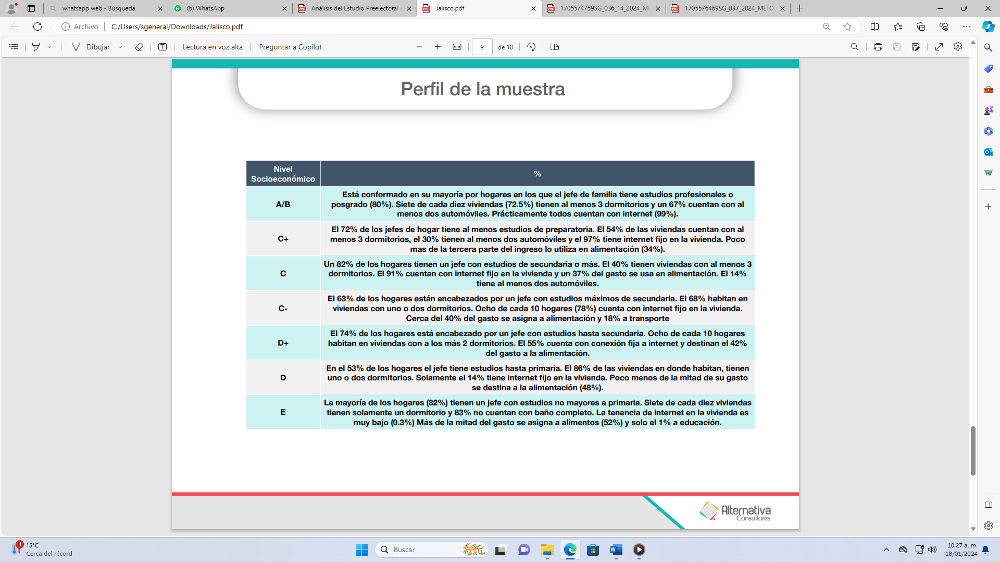 whatsapp web - Búsqueda
(6) WhatsApp
Análisis del Estudio Preelectoral
Jalisco.pdf
1705574759SG_036_14_2024_ME
1705576469SG_037_2024_METO
Archivo
C:/Users/sgeneral/Downloads/Jalisco.pdf
Dibujar
Lectura en voz alta
Preguntar a Copilot
9
de 10
Perfil de la muestra
Nivel
Socioeconómico
%
A/B
Está conformado en su mayoría por hogares en los que el jefe de familia tiene estudios profesionales o
posgrado (80%). Siete de cada diez viviendas (72.5%) tienen al menos 3 dormitorios y un 67% cuentan con al
menos dos automóviles. Prácticamente todos cuentan con internet (99%).
C+
El 72% de los jefes de hogar tiene al menos estudios de preparatoria. El 54% de las viviendas cuentan con al
menos 3 dormitorios, el 30% tienen al menos dos automóviles y el 97% tiene internet fijo en la vivienda. Poco
mas de la tercera parte del ingreso lo utiliza en alimentación (34%).
C
Un 82% de los hogares tienen un jefe con estudios de secundaria o más. El 40% tienen viviendas con al menos 3
dormitorios. El 91% cuentan con internet fijo en la vivienda y un 37% del gasto se usa en alimentación. El 14%
tiene al menos dos automóviles.
C-
El 63% de los hogares están encabezados por un jefe con estudios máximos de secundaria. El 68% habitan en
viviendas con uno o dos dormitorios. Ocho de cada 10 hogares (78%) cuenta con internet fijo en la vivienda.
Cerca del 40% del gasto se asigna a alimentación y 18% a transporte
D+
El 74% de los hogares está encabezado por un jefe con estudios hasta secundaria. Ocho de cada 10 hogares
habitan en viviendas con a los más 2 dormitorios. El 55% cuenta con conexión fija a internet y destinan el 42%
del gasto a la alimentación.
D
En el 53% de los hogares el jefe tiene estudios hasta primaria. El 86% de las viviendas en donde habitan, tienen
uno o dos dormitorios. Solamente el 14% tiene internet fijo en la vivienda. Poco menos de la mitad de su gasto
se destina a la alimentación (48%).
E
La mayoría de los hogares (82%) tienen un jefe con estudios no mayores a primaria. Siete de cada diez viviendas
tienen solamente un dormitorio y 83% no cuentan con baño completo. La tenencia de internet en la vivienda es
muy bajo (0.3%) Más de la mitad del gasto se asigna a alimentos (52%) y solo el 1% a educación.
Alternativa
Consultores
1
15°C
Cerca del récord
Buscar
10:27 a. m.
18/01/2024